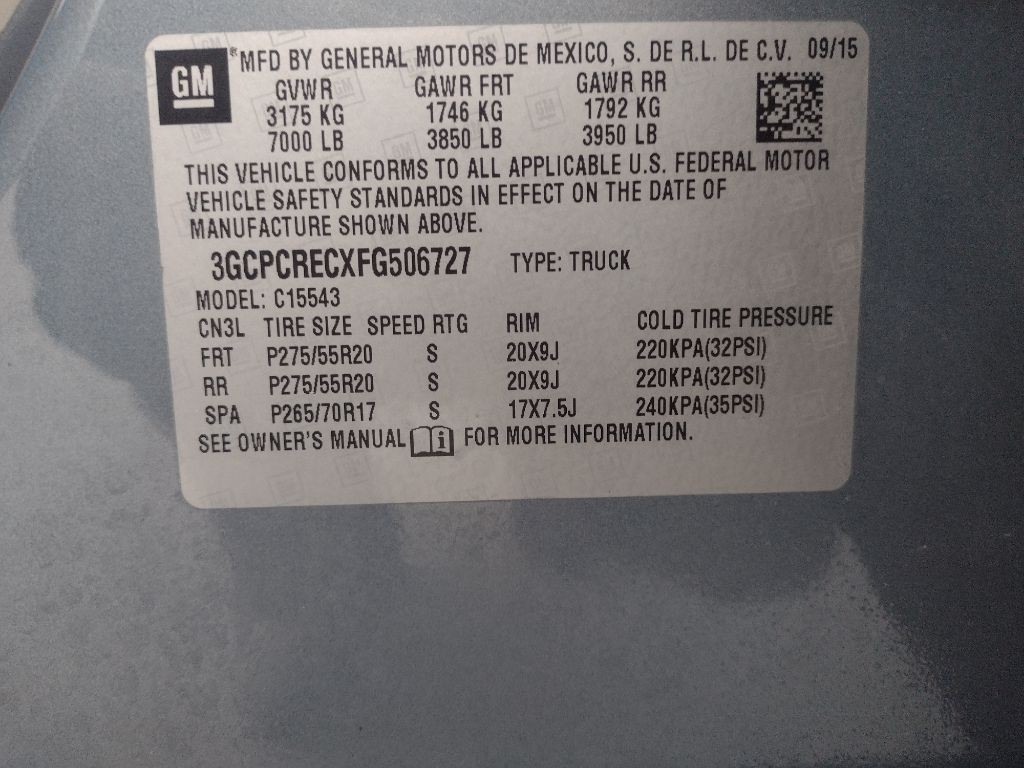 GM ®MFD BY GENERAL MOTORS DE MEXICO, S. DE R.L. DE C.V. 09/15
GVWR GAWR FRT GAWR RR
3175 KG 1746 KG 1792 KG
7000 LB 3850 LB 3950 LB
THIS VEHICLE CONFORMS TO ALL APPLICABLE U.S. FEDERAL MOTOR
VEHICLE SAFETY STANDARDS IN EFFECT ON THE DATE OF
MANUFACTURE SHOWN ABOVE.
3GCPCRECXFG506727 TYPE: TRUCK
MODEL: C15543
CN3L TIRE SIZE SPEED RTG RIM COLD TIRE PRESSURE
FRT P275/55R20 S 20X9J 220KPA(32PSI)
RR P275/55R20 S 20X9J 220KPA(32PSI)
SPA P265/70R17 S 17X7.5J 240KPA(35PSI)
SEE OWNER'S MANUAL i FOR MORE INFORMATION.